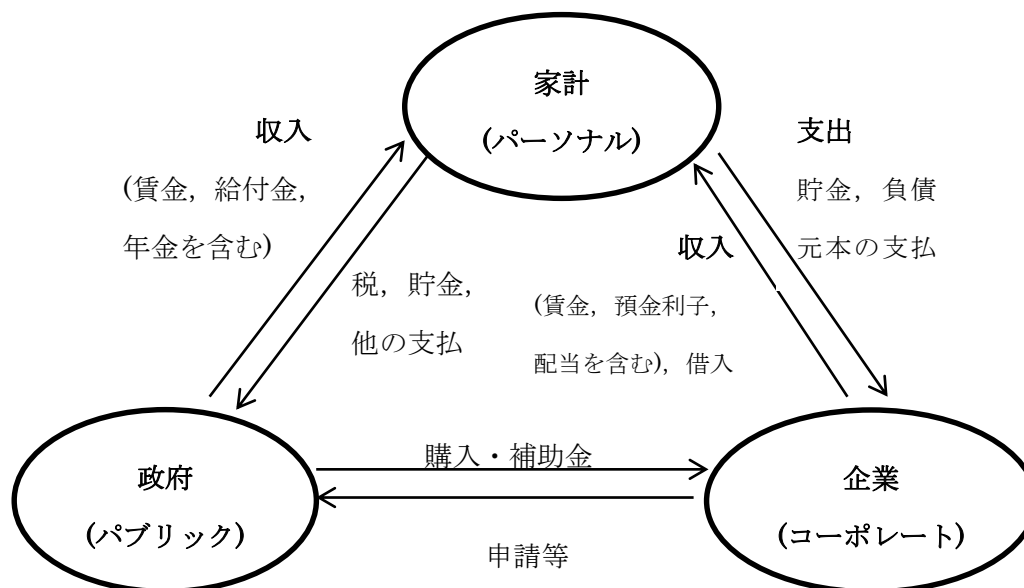 家計
(パーソナル)
収入
(賃金，給付金，
年金を含む)
支出
貯金，負債
元本の支払
収入
(賃金，預金利子，
配当を含む)，借入
税，貯金，
他の支払
購入・補助金
政府
(パブリック)
企業
(コーポレート)
申請等